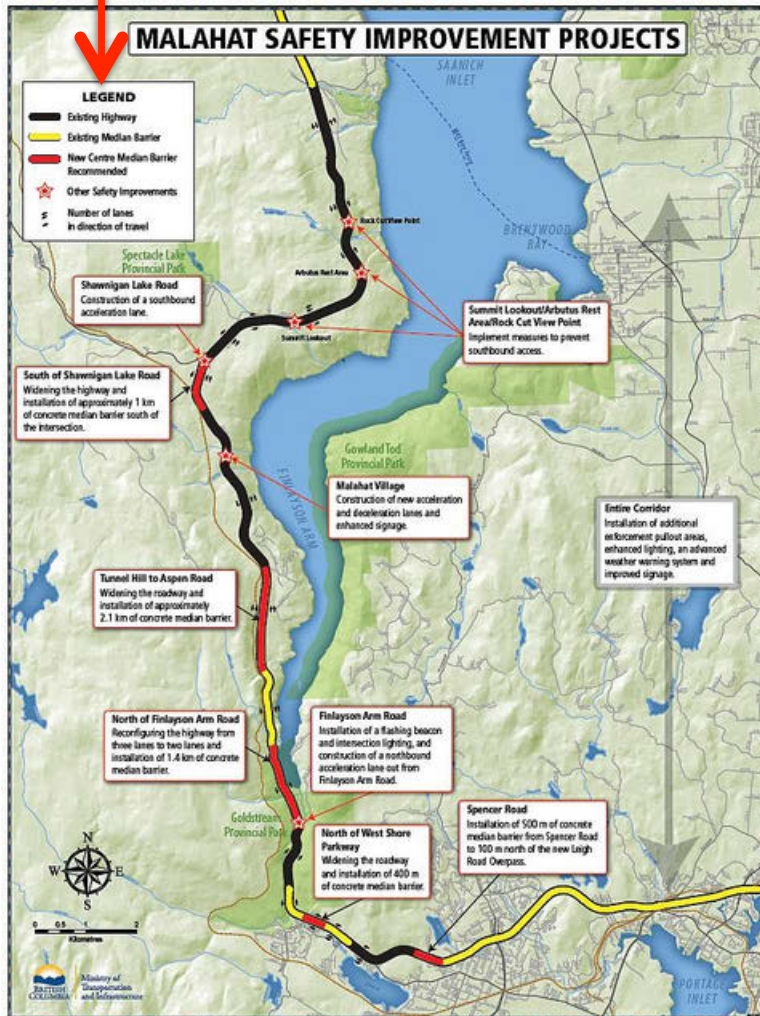 MALAHAT SAFETY IMPROVEMENT PROJECTS
SAANICH
INLET
LEGEND
Existing Highway
Existing Median Barrier
New Centre Median Barrier
Recommended
Other Safety Improvements
Number of lanes
in direction of travel
Rock Cut View Point
BRENTWOOD
BAY
Spectacle Lake
Provincial Park
Arbutus Rest Area
Shawnigan Lake Road
Construction of a southbound
acceleration lane.
Summit Lookout/Arbutus Rest
Area/Rock Cut View Point
Implement measures to prevent
southbound access.
Summit Lookout
South of Shawnigan Lake Road
Widening the highway and
installation of approximately 1 km
of concrete median barrier south of
the intersection.
Gowland Tod
Provincial Park
Malahat Village
Construction of new acceleration
and deceleration lanes and
enhanced signage.
FINLAYSON ARM
Entire Corridor
Installation of additional
enforcement pullout areas,
enhanced lighting, an advanced
weather warning system and
improved signage.
Tunnel Hill to Aspen Road
Widening the roadway and
installation of approximately
2.1 km of concrete median barrier.
North of Finlayson Arm Road
Reconfiguring the highway from
three lanes to two lanes and
installation of 1.4 km of concrete
median barrier.
Finlayson Arm Road
Installation of a flashing beacon
and intersection lighting, and
construction of a northbound
acceleration lane out from
Finlayson Arm Road.
Goldstream
Provincial Park
North of West Shore
Parkway
Widening the roadway
and installation of 400 m
of concrete median barrier.
Spencer Road
Installation of 500 m of concrete
median barrier from Spencer Road
to 100 m north of the new Leigh
Road Overpass.
N
W E
S
0 0.5 1 2
Kilometres
BRITISH
COLUMBIA
Ministry of
Transportation
and Infrastructure
PORTAGE
INLET